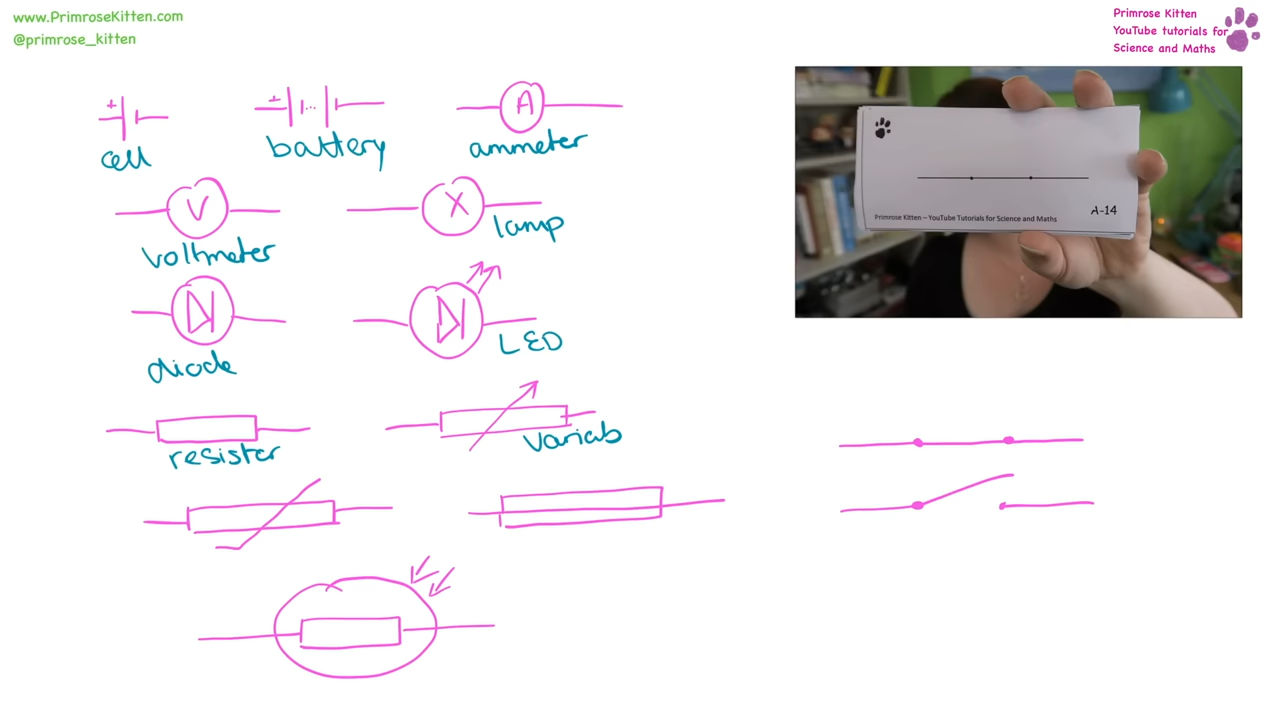 www.PrimroseKitten.com
@primrose_kitten
Primrose Kitten
YouTube tutorials for
Science and Maths
+
cell
+
battery
A
ammeter
V
voltmeter
X
lamp
diode
LED
resister
variab
A-14
Primrose Kitten – YouTube Tutorials for Science and Maths